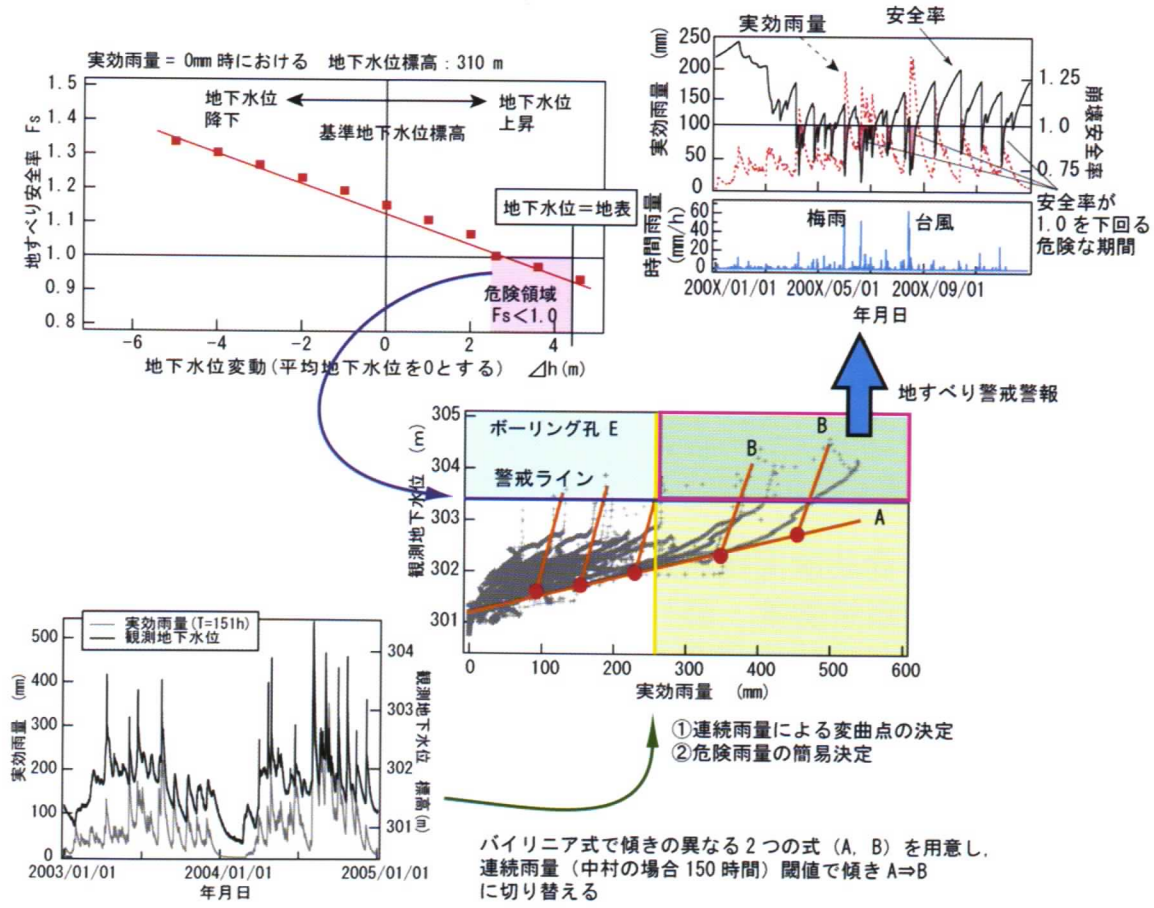 実効雨量 = 0mm 時における 地下水位標高：310 m
地すべり安全率 Fs
1.5
1.4
1.3
1.2
1.1
1.0
0.9
0.8
地下水位
降下
地下水位
上昇
基準地下水位標高
地下水位＝地表
危険領域
Fs＜1.0
-6
-4
-2
0
2
4
地下水位変動（平均地下水位を0とする） ⊿h(m)
実効雨量
安全率
実効雨量 (mm)
250
200
150
100
50
0
1.25
1.0
0.75
崩壊安全率
安全率が
1.0 を下回る
危険な期間
時間雨量
(mm/h)
60
40
20
0
梅雨
台風
200X/01/01
200X/05/01
200X/09/01
年月日
地すべり警戒警報
観測地下水位 (m)
305
304
303
302
301
ボーリング孔 E
警戒ライン
B
B
A
0
100
200
300
400
500
600
実効雨量 (mm)
①連続雨量による変曲点の決定
②危険雨量の簡易決定
実効雨量(T=151h)
観測地下水位
実効雨量 (mm)
500
400
300
200
100
0
304
303
302
301
観測地下水位 標高(m)
2003/01/01
2004/01/01
2005/01/01
年月日
バイリニア式で傾きの異なる２つの式（A, B）を用意し，
連続雨量（中村の場合 150 時間）閾値で傾き A⇒B
に切り替える